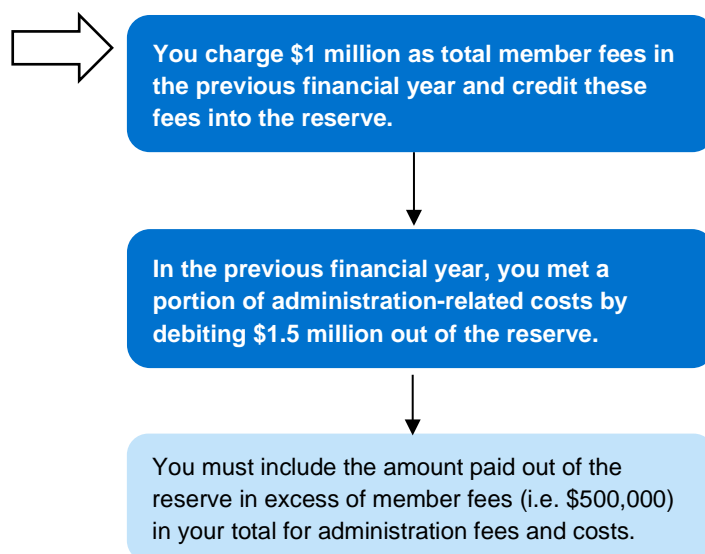 You charge $1 million as total member fees in
the previous financial year and credit these
fees into the reserve.
In the previous financial year, you met a
portion of administration-related costs by
debiting $1.5 million out of the reserve.
You must include the amount paid out of the
reserve in excess of member fees (i.e. $500,000)
in your total for administration fees and costs.